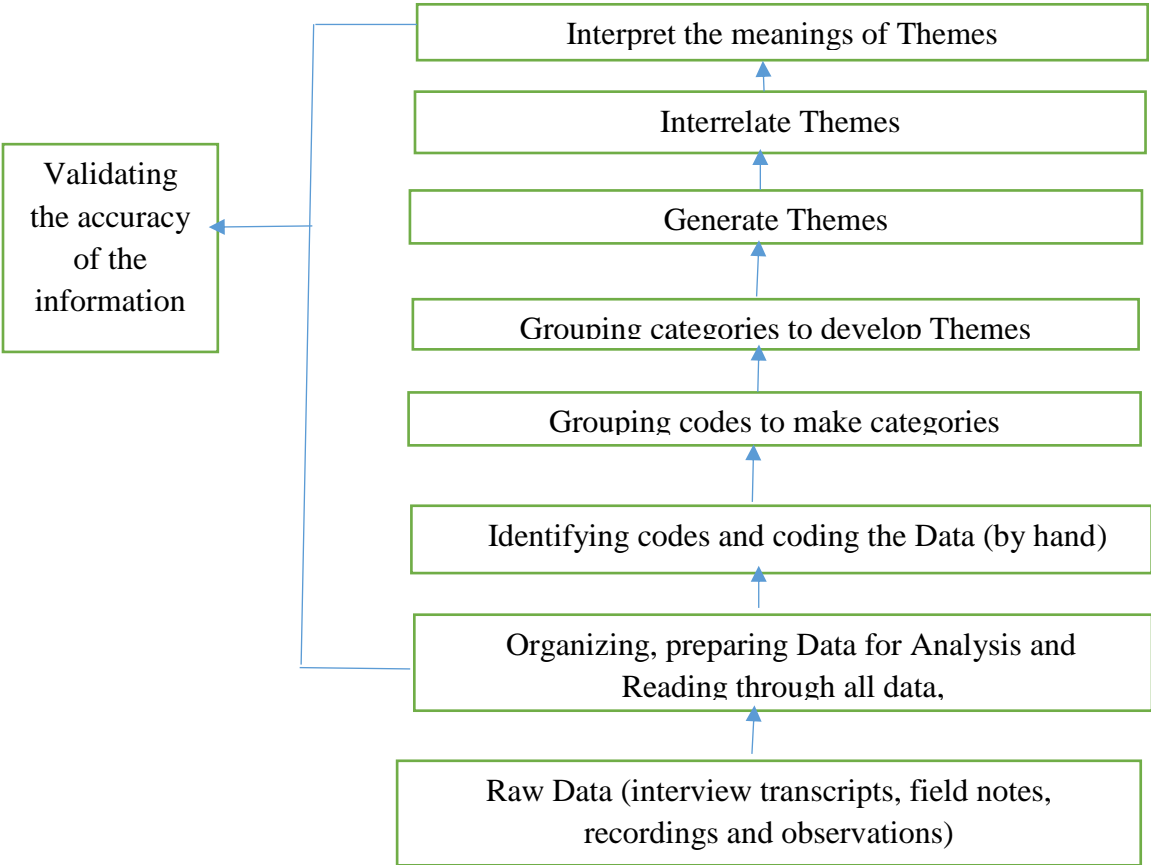 Interpret the meanings of Themes
Interrelate Themes
Validating
the accuracy
of the
information
Generate Themes
Grouping categories to develop Themes
Grouping codes to make categories
Identifying codes and coding the Data (by hand)
Organizing, preparing Data for Analysis and
Reading through all data,
Raw Data (interview transcripts, field notes,
recordings and observations)